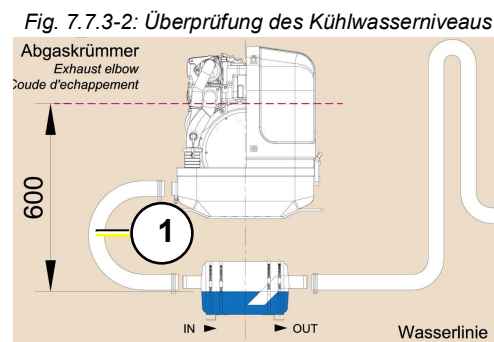 Fig. 7.7.3-2: Überprüfung des Kühlwasserniveaus
Abgaskrümmer
Exhaust elbow
Coude d'echappement
600
1
IN
OUT
Wasserlinie